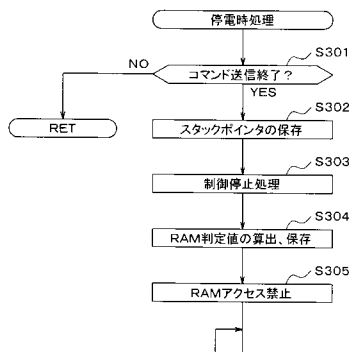 停電時処理
S301
NO
コマンド送信終了？
YES
S302
RET
スタックポインタの保存
S303
制御停止処理
S304
RAM判定値の算出、保存
S305
RAMアクセス禁止